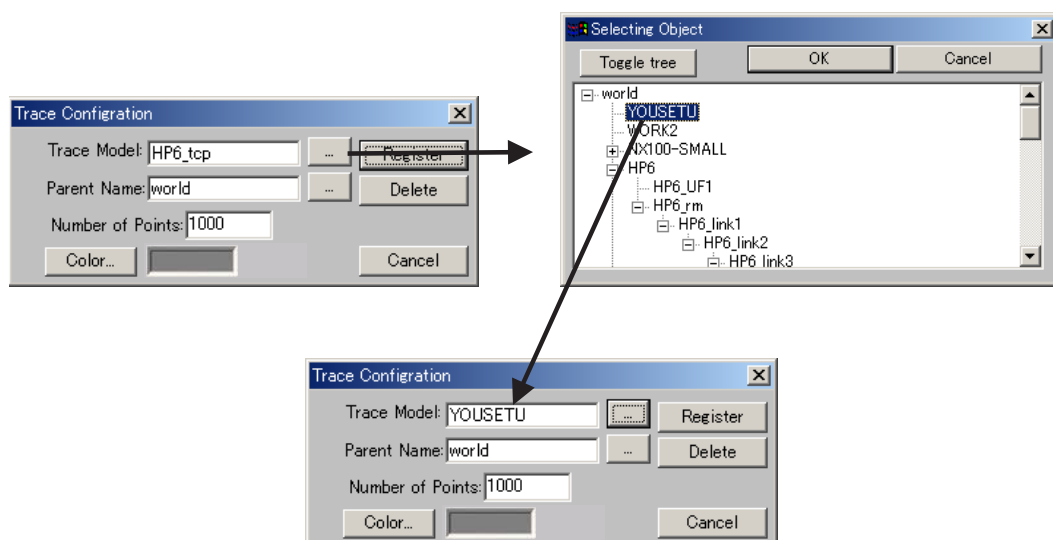 Selecting Object
Toggle tree OK Cancel
world
YOUSETU
WORK2
NX100-SMALL
HP6
HP6_UF1
HP6_rm
HP6_link1
HP6_link2
HP6_link3
Trace Configration
Trace Model: HP6_tcp ... Register
Parent Name: world ... Delete
Number of Points: 1000
Color... Cancel
Trace Configration
Trace Model: YOUSETU ... Register
Parent Name: world ... Delete
Number of Points: 1000
Color... Cancel